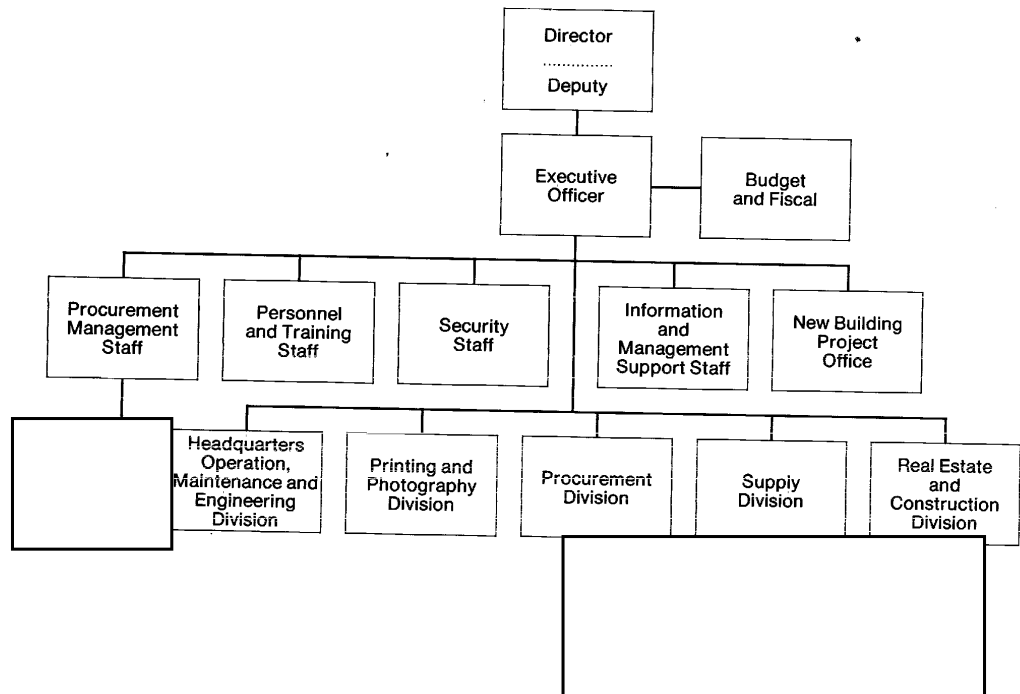 Director
Deputy
Executive
Officer
Budget
and Fiscal
Procurement
Management
Staff
Personnel
and Training
Staff
Security
Staff
Information
and
Management
Support Staff
New Building
Project
Office
Headquarters
Operation,
Maintenance and
Engineering
Division
Printing and
Photography
Division
Procurement
Division
Supply
Division
Real Estate
and
Construction
Division